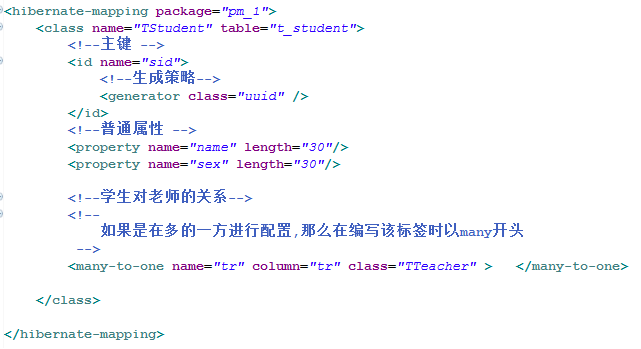 <hibernate-mapping package="pm_1">
<class name="TStudent" table="t_student">
<!--主键 -->
<id name="sid">
<!--生成策略-->
<generator class="uuid" />
</id>
<!--普通属性 -->
<property name="name" length="30"/>
<property name="sex" length="30"/>
<!--学生对老师的关系-->
<!--
如果是在多的一方进行配置,那么在编写该标签时以many开头
-->
<many-to-one name="tr" column="tr" class="TTeacher" > </many-to-one>
</class>
</hibernate-mapping>